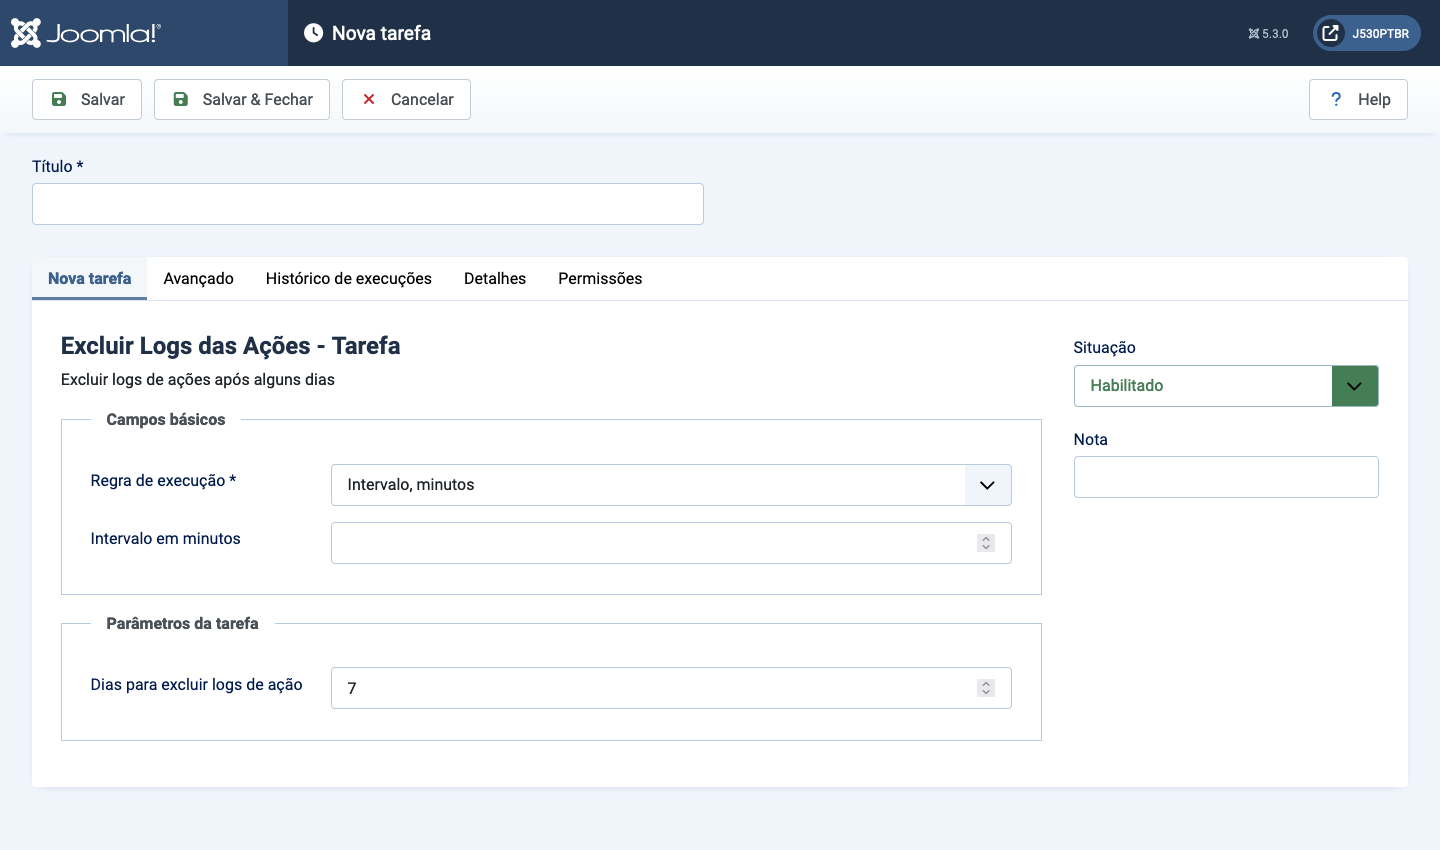 Joomla!®
Nova tarefa
5.3.0
J530PTBR
Salvar
Salvar & Fechar
Cancelar
? Help
Título *
Nova tarefa
Avançado
Histórico de execuções
Detalhes
Permissões
Excluir Logs das Ações - Tarefa
Excluir logs de ações após alguns dias
Campos básicos
Regra de execução *
Intervalo, minutos
Intervalo em minutos
Parâmetros da tarefa
Dias para excluir logs de ação
7
Situação
Habilitado
Nota